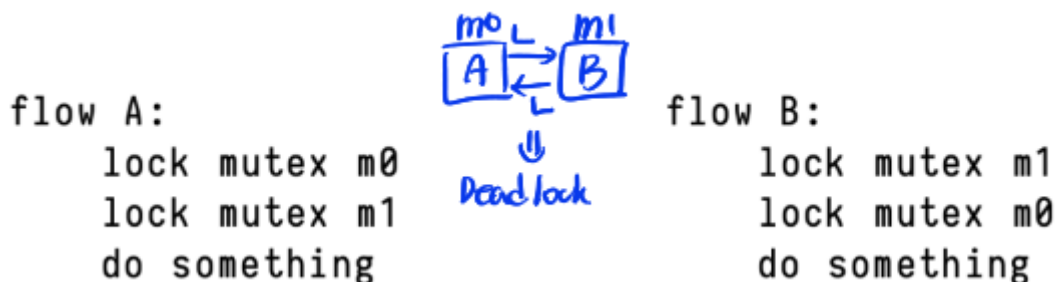 m0 L m1
A B
L
flow A:
lock mutex m0
lock mutex m1
do something
⇓
Deadlock
flow B:
lock mutex m1
lock mutex m0
do something